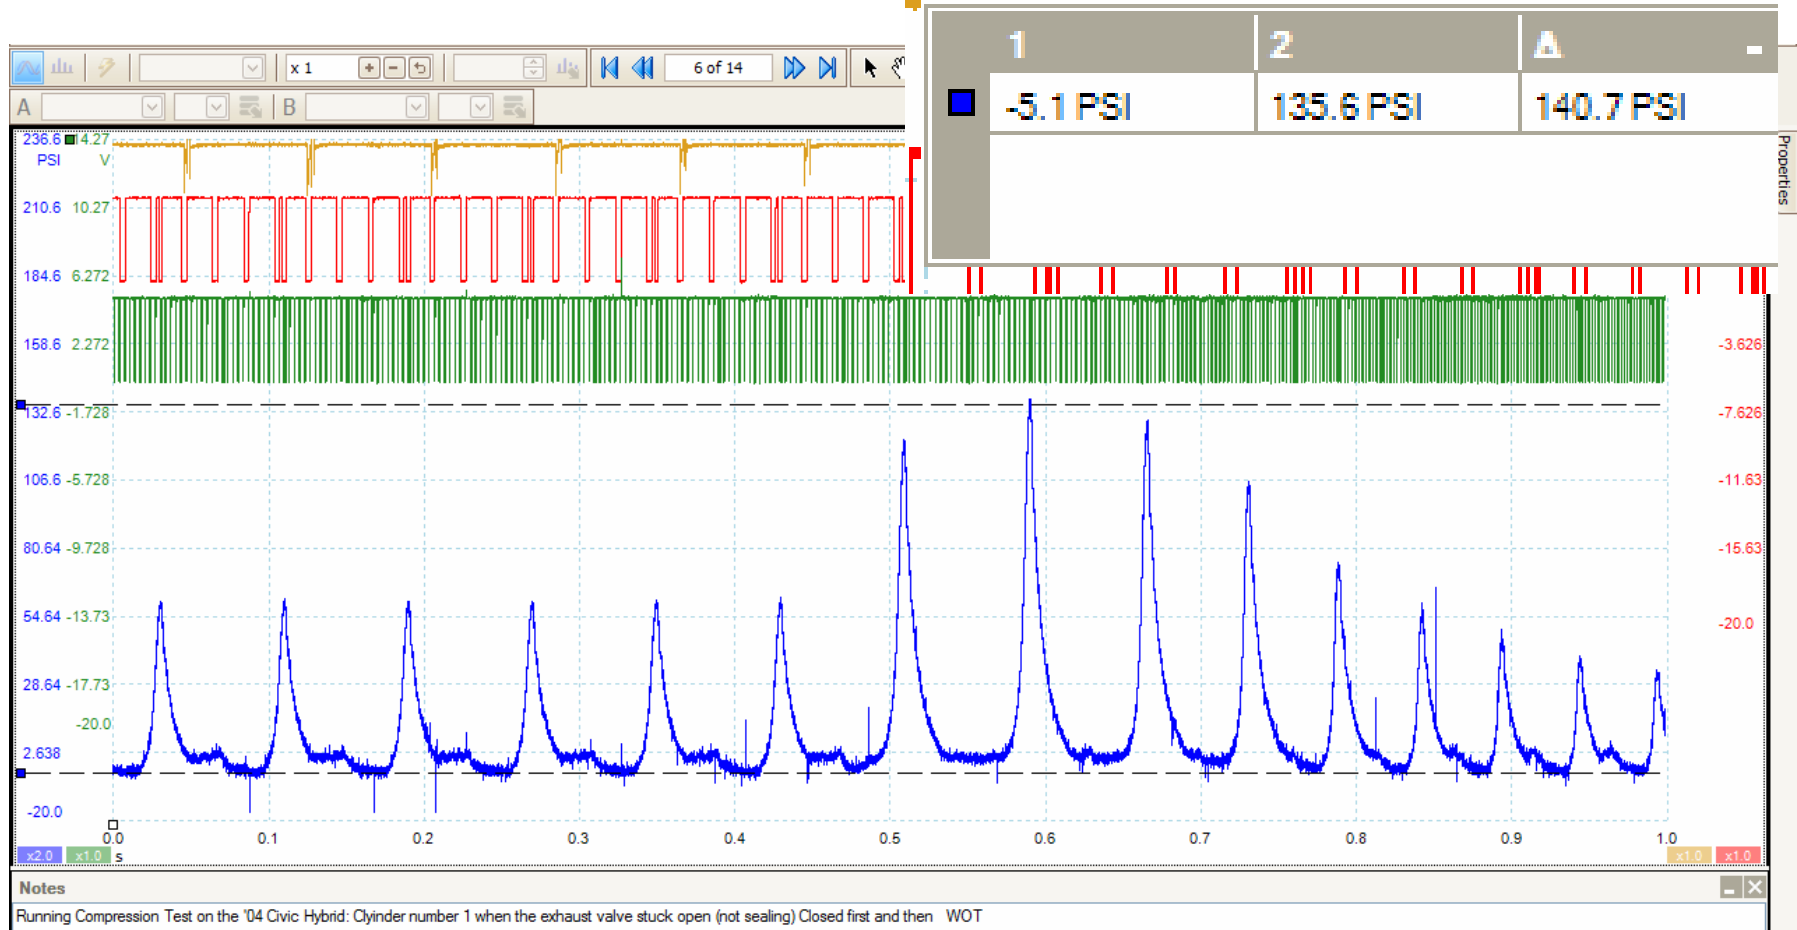 1 2 Δ -
-5.1 PSI 135.6 PSI 140.7 PSI
x 1 6 of 14
A B
Properties
236.6 14.27
PSI V
210.6 10.27
184.6 6.272
158.6 2.272 -3.626
132.6 -1.728 -7.626
106.6 -5.728 -11.63
80.64 -9.728 -15.63
54.64 -13.73 -20.0
28.64 -17.73
-20.0
2.638
-20.0
0.0 0.1 0.2 0.3 0.4 0.5 0.6 0.7 0.8 0.9 1.0
x2.0 x1.0 s x1.0 x1.0
Notes
Running Compression Test on the '04 Civic Hybrid: Clyinder number 1 when the exhaust valve stuck open (not sealing) Closed first and then WOT